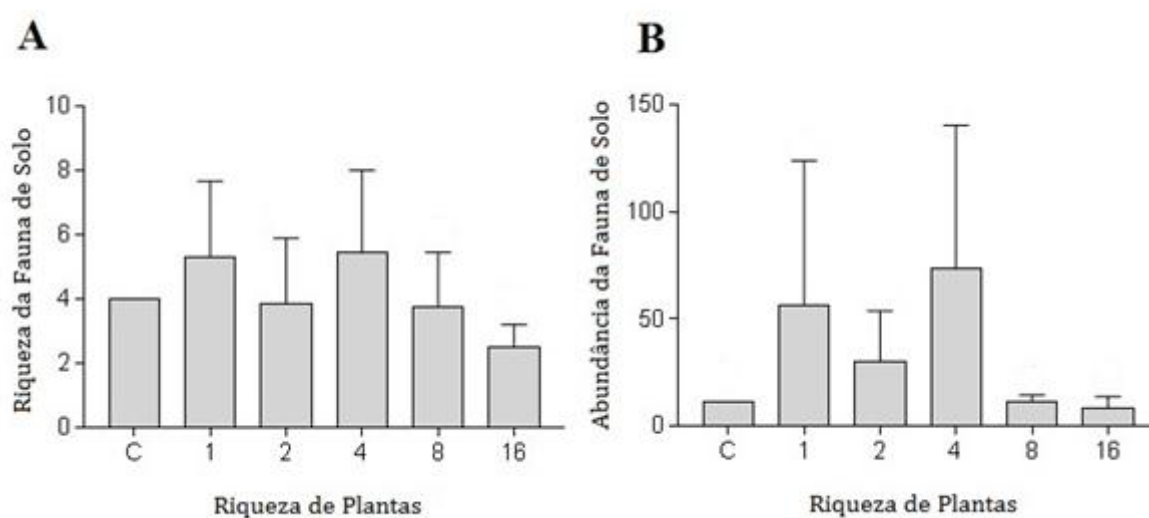 A
Riqueza da Fauna de Solo
10
8
6
4
2
0
C 1 2 4 8 16
Riqueza de Plantas
B
Abundância da Fauna de Solo
150
100
50
0
C 1 2 4 8 16
Riqueza de Plantas